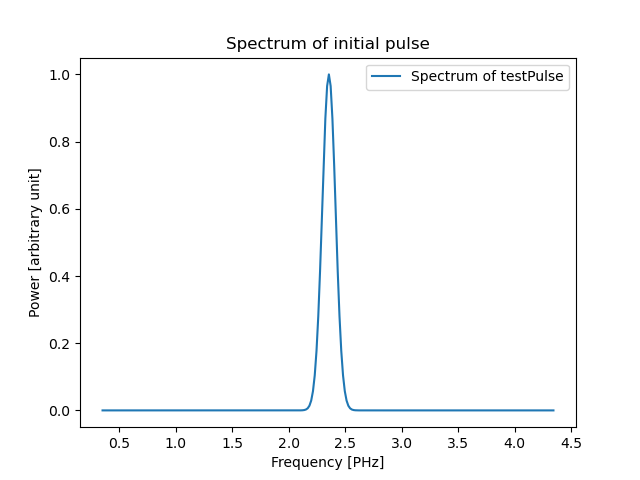 Spectrum of initial pulse
Spectrum of testPulse
Power [arbitrary unit]
1.0
0.8
0.6
0.4
0.2
0.0
0.5 1.0 1.5 2.0 2.5 3.0 3.5 4.0 4.5
Frequency [PHz]